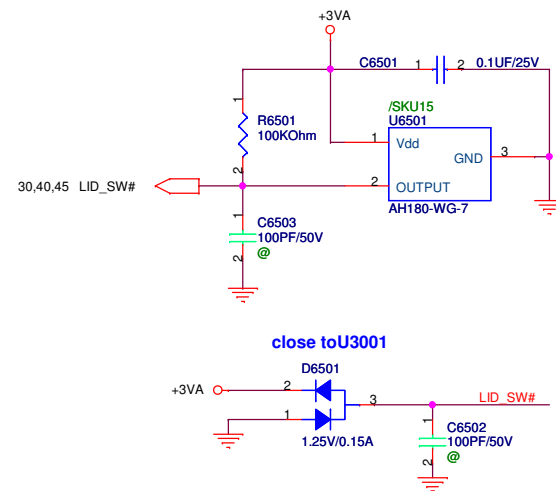 +3VA
C6501 1 2 0.1UF/25V
/SKU15
U6501
1
R6501
100KOhm
2
1 Vdd
GND 3
30,40,45 LID_SW#
2 OUTPUT
AH180-WG-7
1
C6503
100PF/50V
@
2
close toU3001
D6501
+3VA 2
3
LID_SW#
1
1.25V/0.15A
1
C6502
100PF/50V
@
2